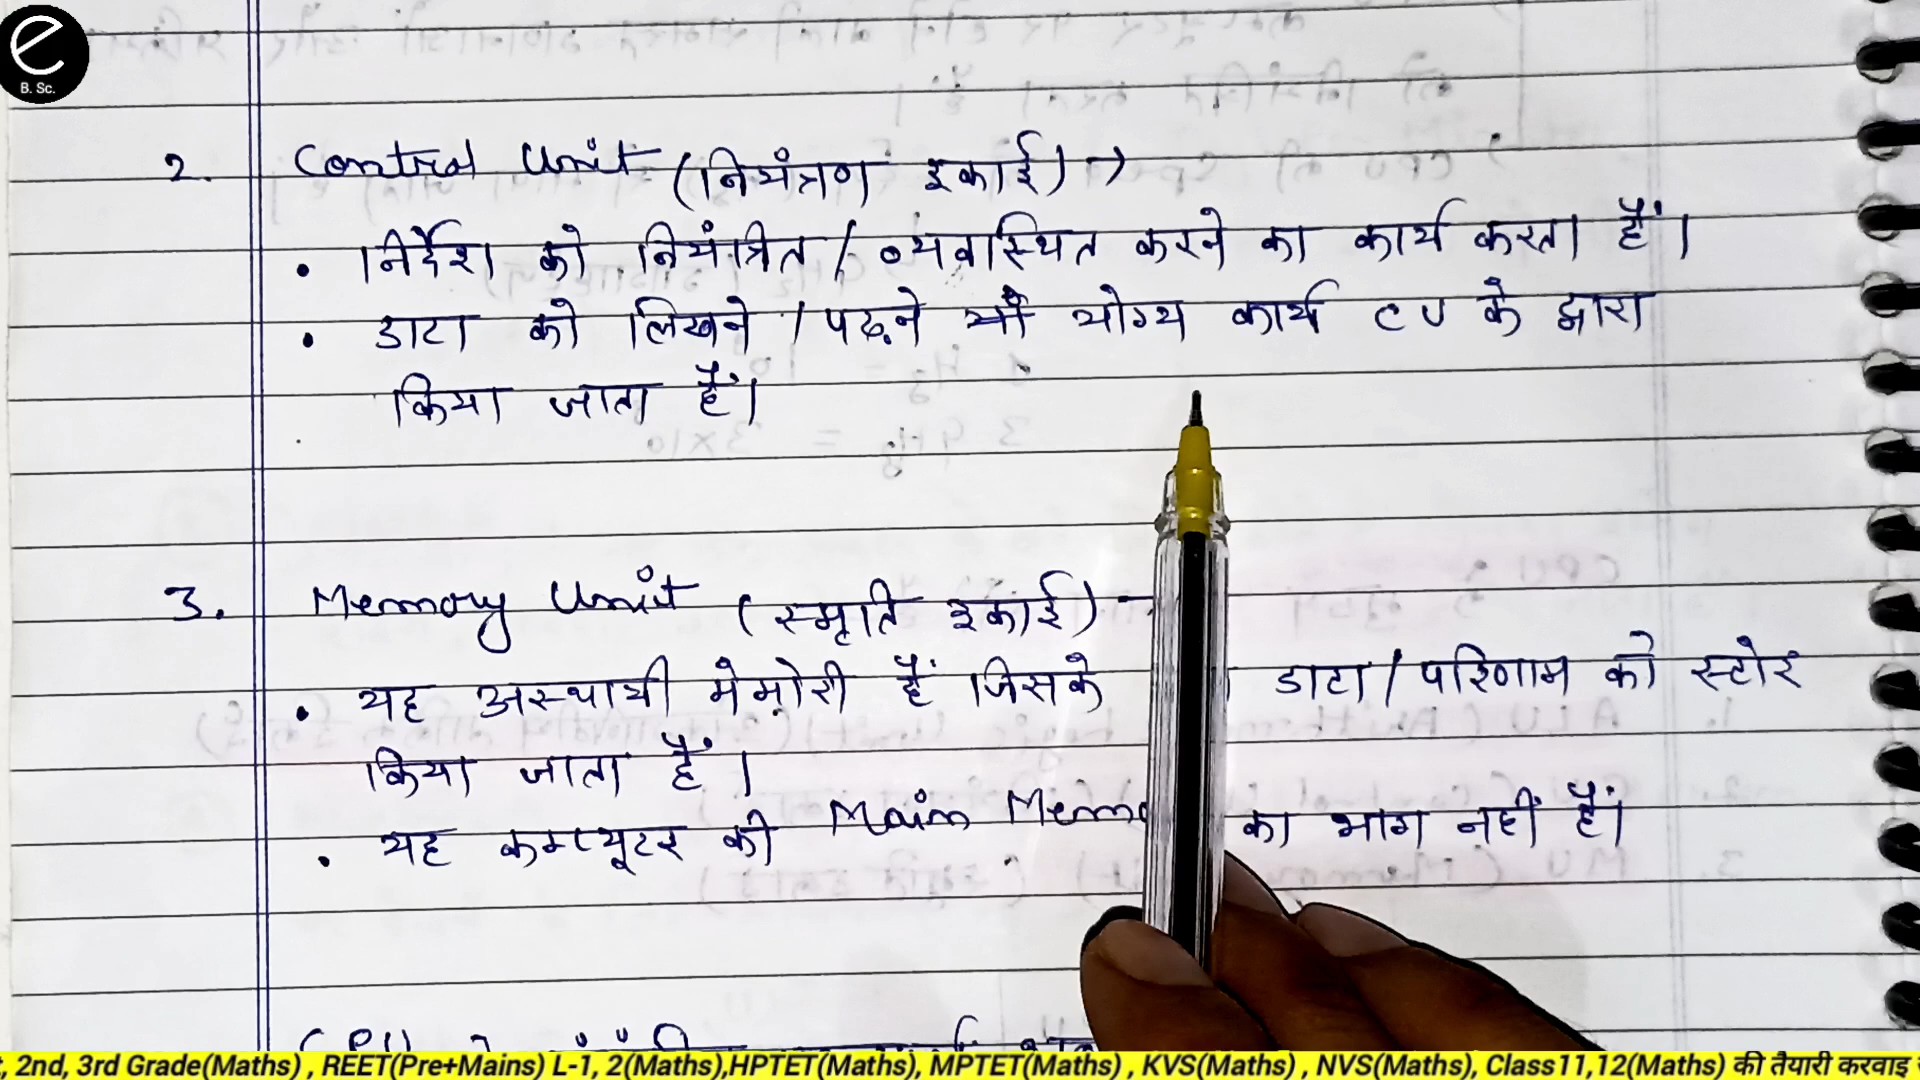 e
B. Sc.
2. Control Unit (नियंत्रण इकाई) →
• निर्देश को नियंत्रित / व्यवस्थित करने का कार्य करता हैं।
• डाटा को लिखने / पढ़ने योग्य कार्य CU के द्वारा
किया जाता हैं।
3. Memory Unit (स्मृति इकाई) →
• यह अस्थायी मेमोरी हैं जिसके डाटा / परिणाम को स्टोर
किया जाता हैं।
• यह कम्प्यूटर की Main का भाग नहीं हैं।
2nd, 3rd Grade(Maths) , REET(Pre+Mains) L-1, 2(Maths),HPTET(Maths), MPTET(Maths) , KVS(Maths) , NVS(Maths), Class11,12(Maths) की तैयारी करवाई